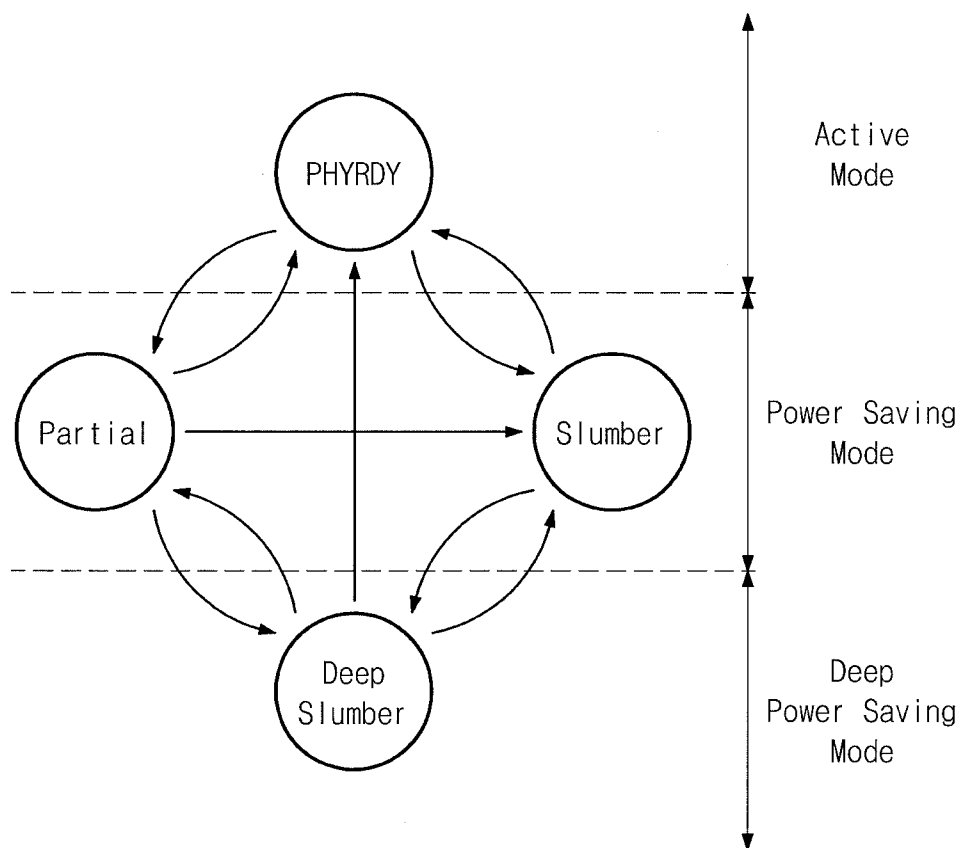 PHYRDY
Active
Mode
Partial
Slumber
Power Saving
Mode
Deep
Slumber
Deep
Power Saving
Mode